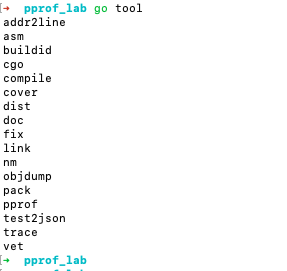 [→ pprof_lab go tool
addr2line
asm
buildid
cgo
compile
cover
dist
doc
fix
link
nm
objdump
pack
pprof
test2json
trace
vet
[→ pprof_lab